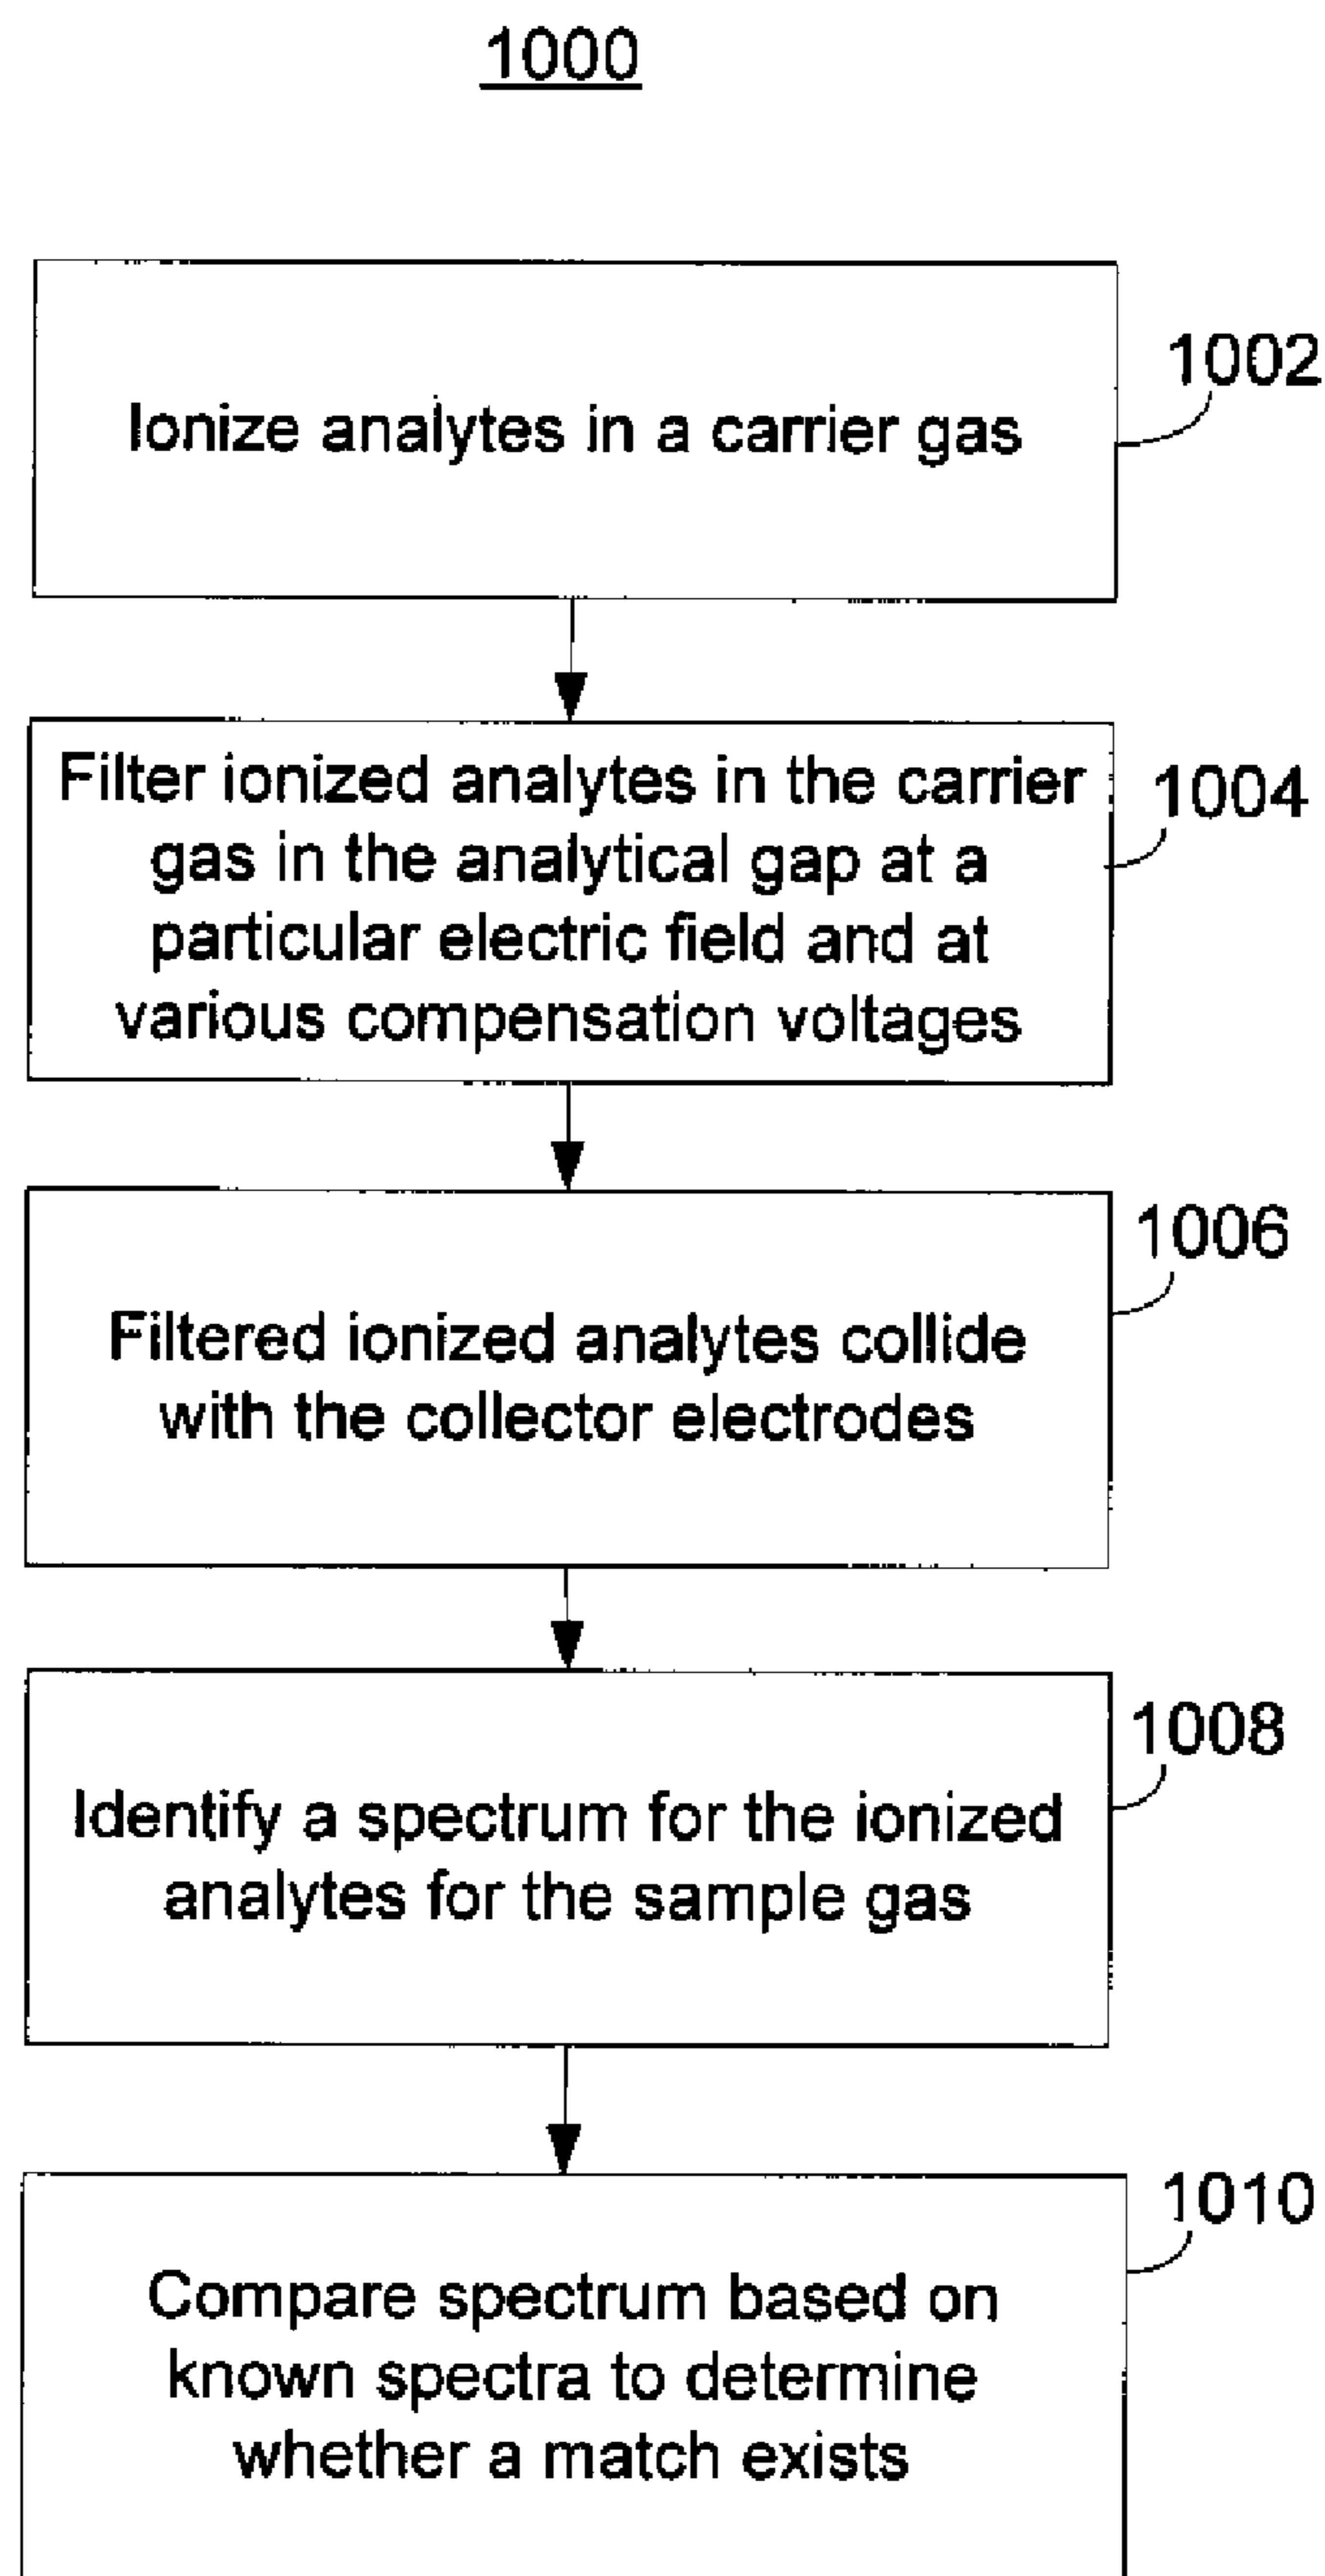 1000
1002
Ionize analytes in a carrier gas
1004
Filter ionized analytes in the carrier
gas in the analytical gap at a
particular electric field and at
various compensation voltages
1006
Filtered ionized analytes collide
with the collector electrodes
1008
Identify a spectrum for the ionized
analytes for the sample gas
1010
Compare spectrum based on
known spectra to determine
whether a match exists